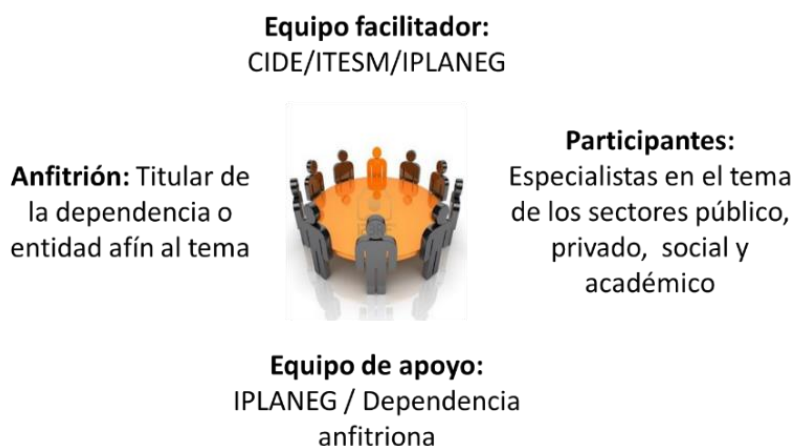 Equipo facilitador:
CIDE/ITESM/IPLANEG
Anfitrión: Titular de
la dependencia o
entidad afín al tema
Participantes:
Especialistas en el tema
de los sectores público,
privado, social y
académico
Equipo de apoyo:
IPLANEG / Dependencia
anfitriona